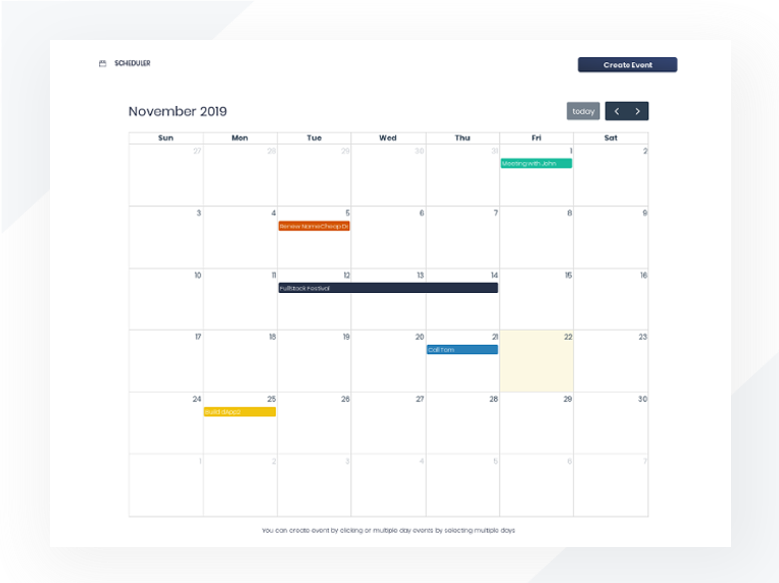 SCHEDULER
Create Event
November 2019
today
Sun Mon Tue Wed Thu Fri Sat
27 28 29 30 31 1 2
Meeting with John
3 4 5 6 7 8 9
Renew NameCheap
10 11 12 13 14 15 16
Fullstack Festival
17 18 19 20 21 22 23
Call Tom
24 25 26 27 28 29 30
Build
1 2 3 4 5 6 7
You can create event by clicking or multiple day events by selecting multiple days